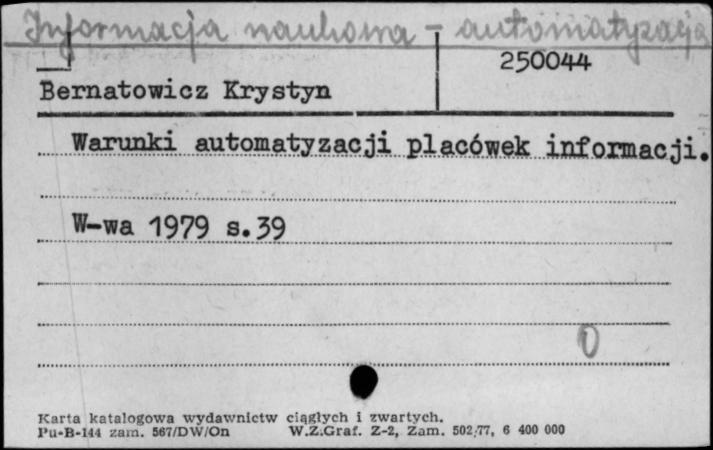 Informacja naukowa - automatyzacja
250044
Bernatowicz Krystyn
Warunki automatyzacji placówek informacji.
W-wa 1979 s.39
0
Karta katalogowa wydawnictw ciągłych i zwartych.
Pu-B-144 zam. 567/DW/On W.Z.Graf. Z-2, Zam. 502/77, 6 400 000